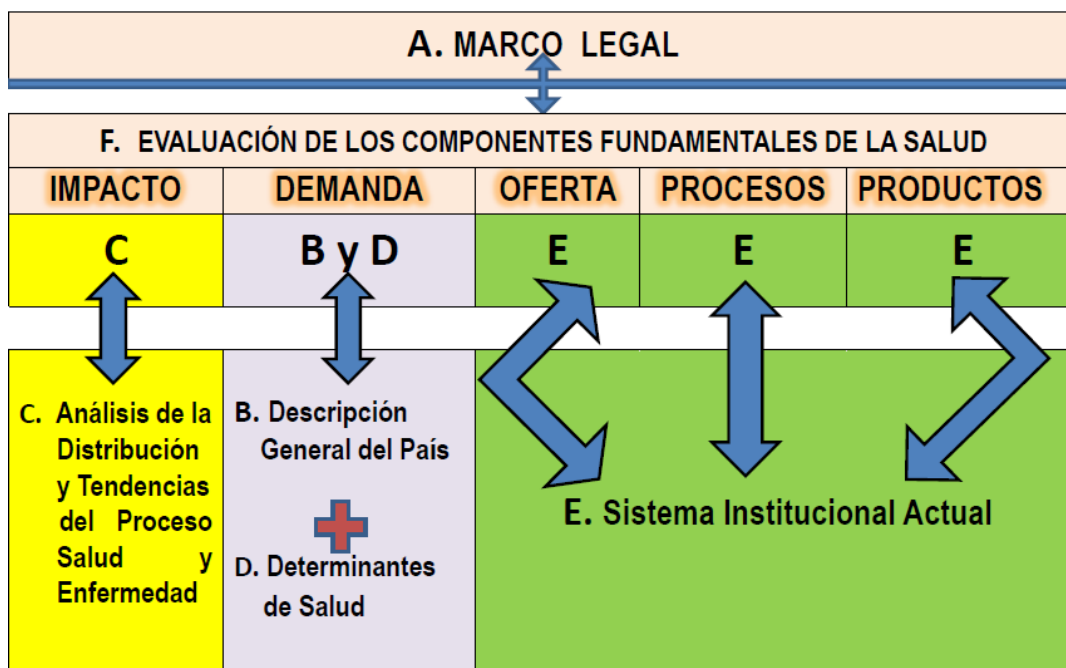 A. MARCO LEGAL
F. EVALUACIÓN DE LOS COMPONENTES FUNDAMENTALES DE LA SALUD
IMPACTO DEMANDA OFERTA PROCESOS PRODUCTOS
C B y D E E E
C. Análisis de la
Distribución
y Tendencias
del Proceso
Salud y
Enfermedad
B. Descripción
General del País
D. Determinantes
de Salud
E. Sistema Institucional Actual